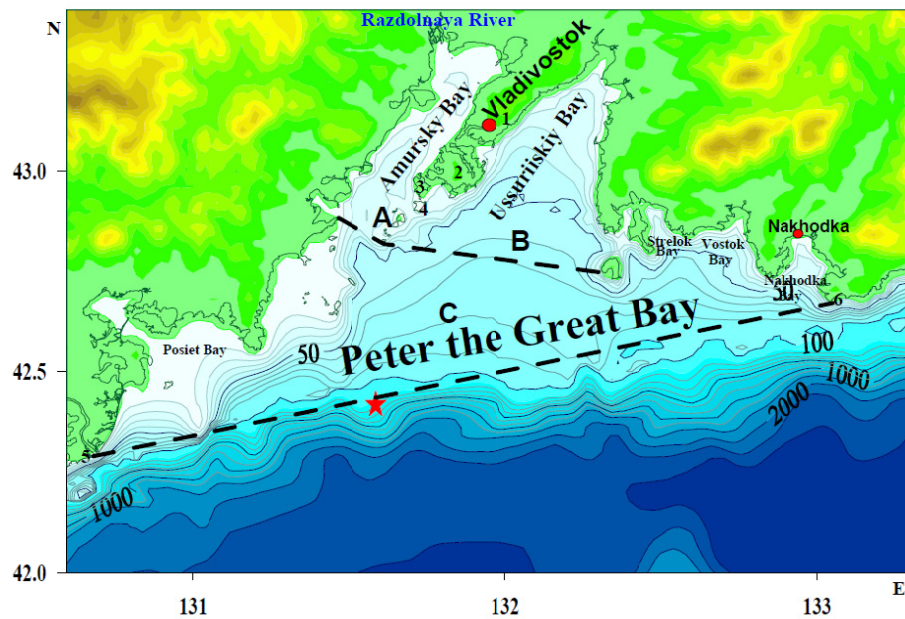 N
Razdolnaya River
Vladivostok
1
Amursky Bay
Ussuriiskiy Bay
43.0
2
3
4
A
B
Strelok
Bay
Vostok
Bay
Nakhodka
Nakhodka
Bay
50
6
C
Peter the Great Bay
Posiet Bay
50
100
42.5
1000
2000
5
1000
42.0
E
131
132
133